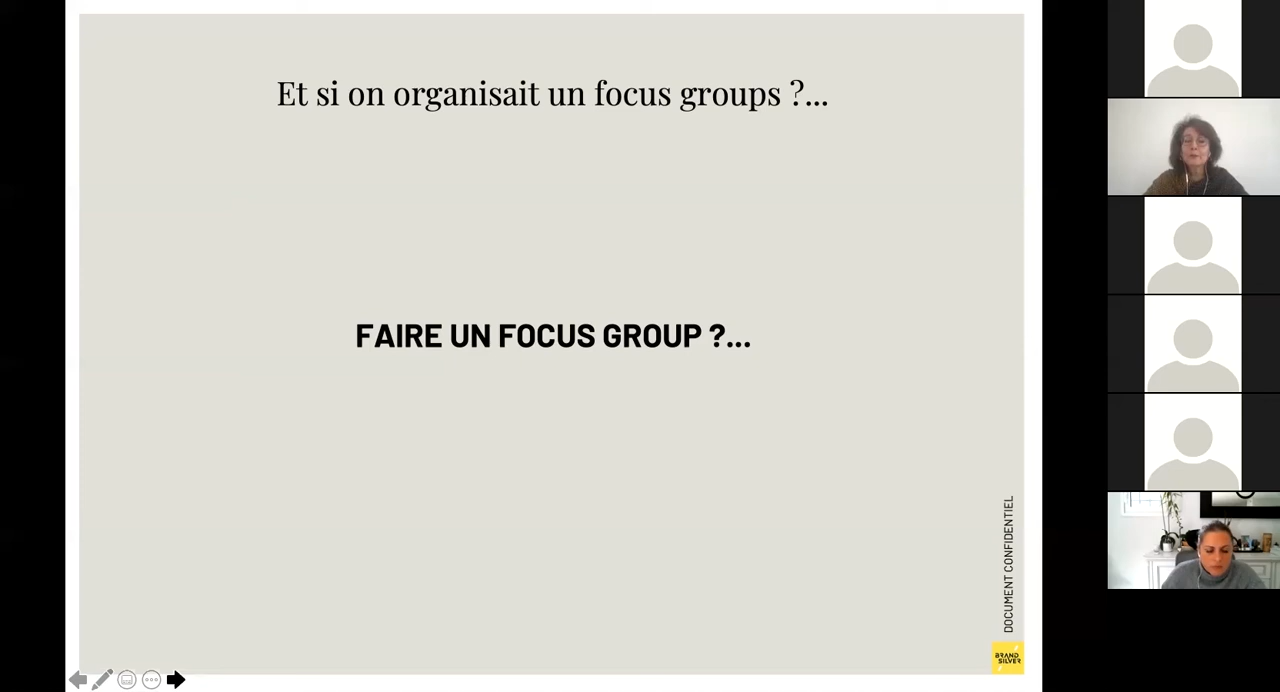 Et si on organisait un focus groups ?...
FAIRE UN FOCUS GROUP ?...
DOCUMENT CONFIDENTIEL
BRAND
SILVER